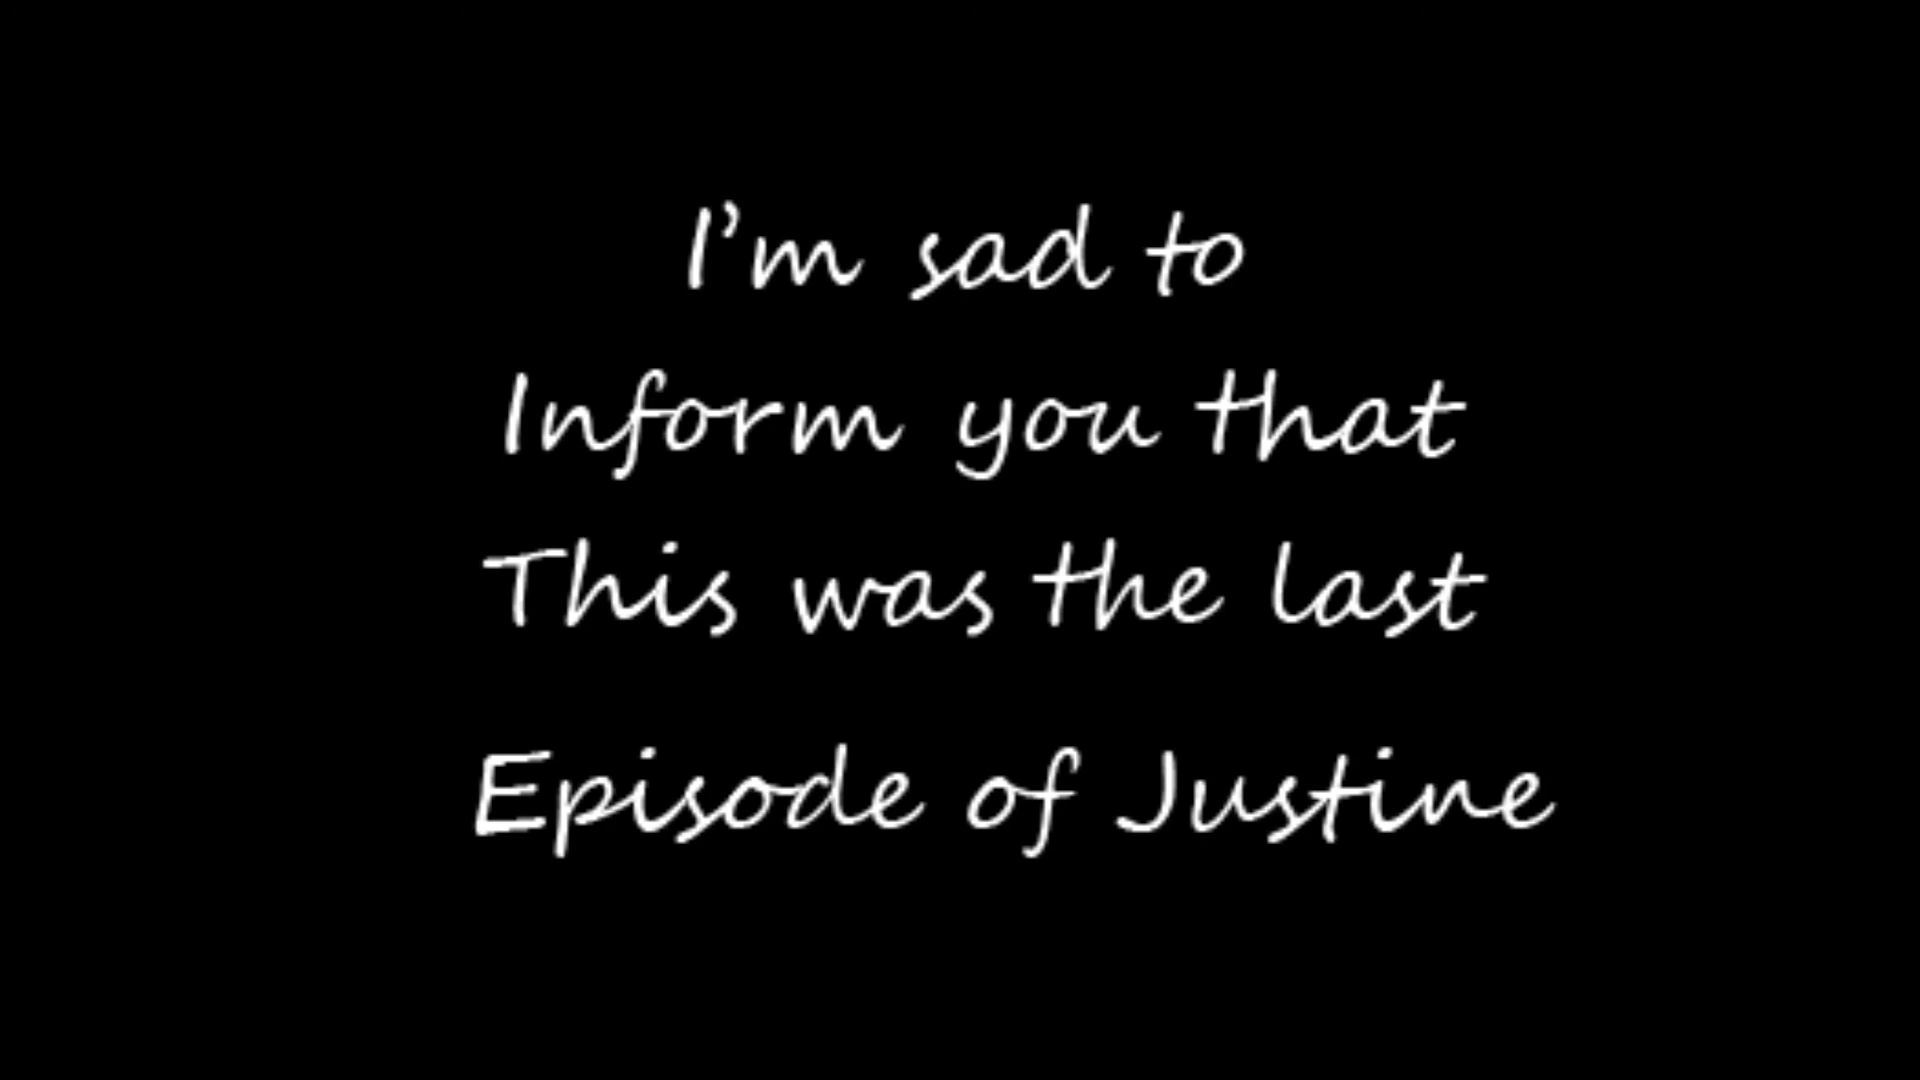 I’m sad to
Inform you that
This was the last
Episode of Justine